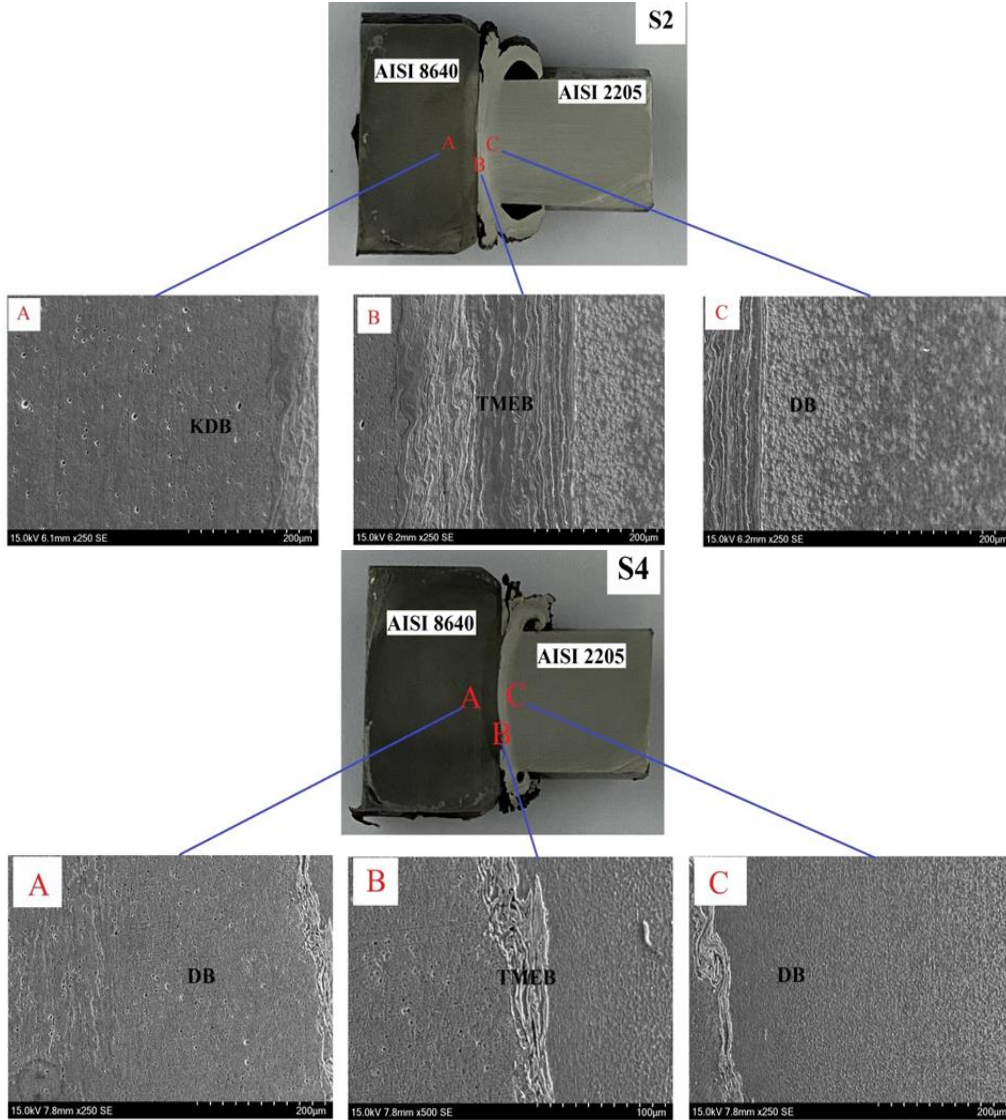 S2
AISI 8640
AISI 2205
A
C
B
A
B
C
KDB
TMEB
DB
15.0kV 6.1mm x250 SE
200µm
15.0kV 6.2mm x250 SE
200µm
15.0kV 6.2mm x250 SE
200µm
S4
AISI 8640
AISI 2205
A
C
B
A
B
C
DB
TMEB
DB
15.0kV 7.8mm x250 SE
200µm
15.0kV 7.8mm x500 SE
100µm
15.0kV 7.8mm x250 SE
200µm